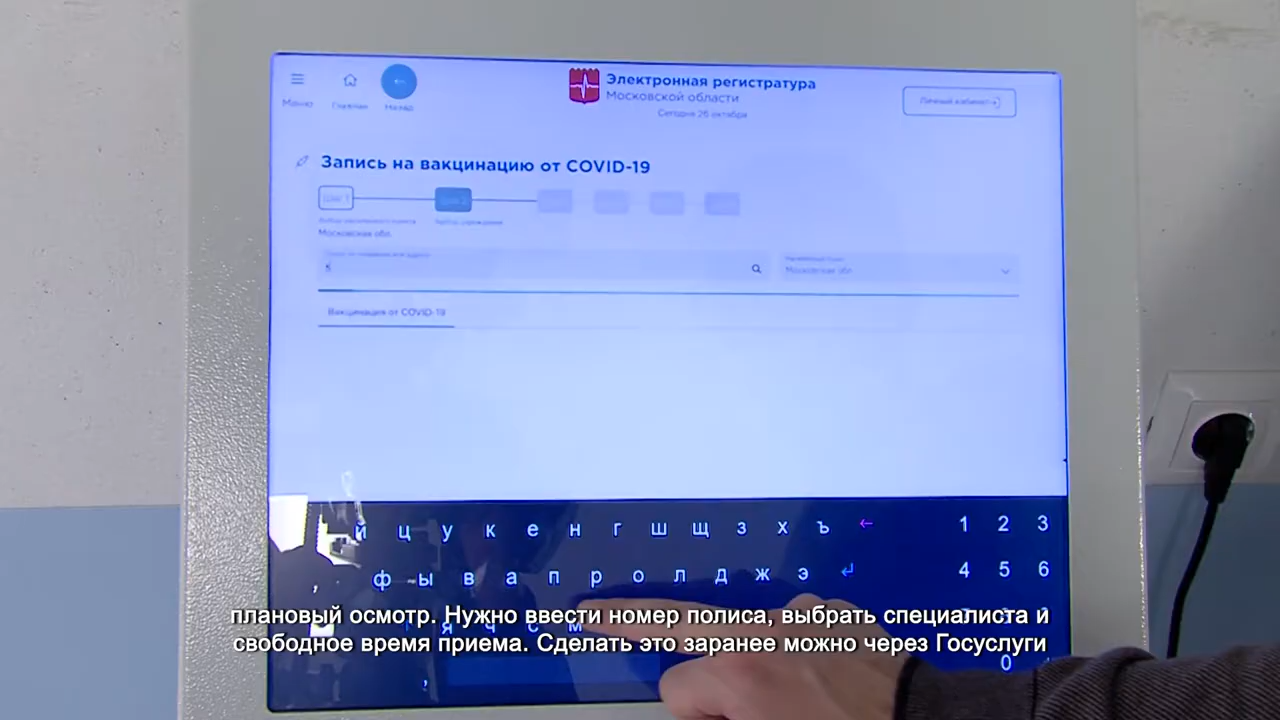 Меню
Главная
Назад
Электронная регистратура
Московской области
Сегодня 26 октября
Личный кабинет
Запись на вакцинацию от COVID-19
Шаг 1
Московская обл.
Московская обл.
Вакцинация от COVID-19
й ц у к е н г ш щ з х ъ ← 1 2 3
, ф ы в а п р о л д ж э 4 5 6
я ч с м
0
плановый осмотр. Нужно ввести номер полиса, выбрать специалиста и
свободное время приема. Сделать это заранее можно через Госуслуги